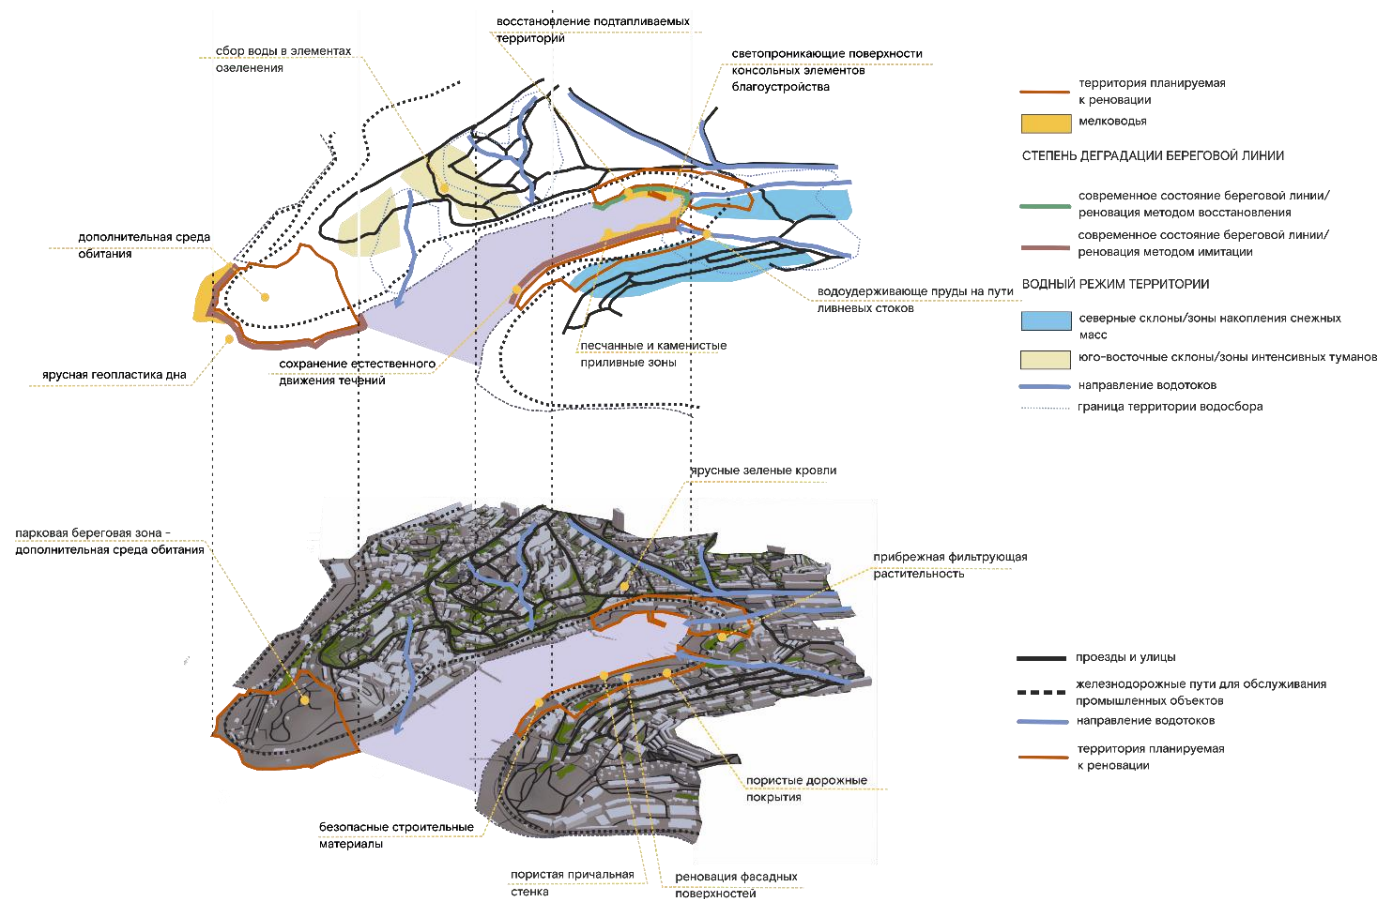 восстановление подтапливаемых
территорий
сбор воды в элементах
озеленения
светопроникающие поверхности
консольных элементов
благоустройства
дополнительная среда
обитания
водоудерживающе пруды на пути
ливневых стоков
песчанные и каменистые
приливные зоны
сохранение естественного
движения течений
ярусная геопластика дна
территория планируемая
к реновации
мелководья
СТЕПЕНЬ ДЕГРАДАЦИИ БЕРЕГОВОЙ ЛИНИИ
современное состояние береговой линии/
реновация методом восстановления
современное состояние береговой линии/
реновация методом имитации
ВОДНЫЙ РЕЖИМ ТЕРРИТОРИИ
северные склоны/зоны накопления снежных
масс
юго-восточные склоны/зоны интенсивных туманов
направление водотоков
граница территории водосбора
ярусные зеленые кровли
парковая береговая зона -
дополнительная среда обитания
прибрежная фильтрующая
растительность
пористые дорожные
покрытия
безопасные строительные
материалы
пористая причальная
стенка
реновация фасадных
поверхностей
проезды и улицы
железнодорожные пути для обслуживания
промышленных объектов
направление водотоков
территория планируемая
к реновации